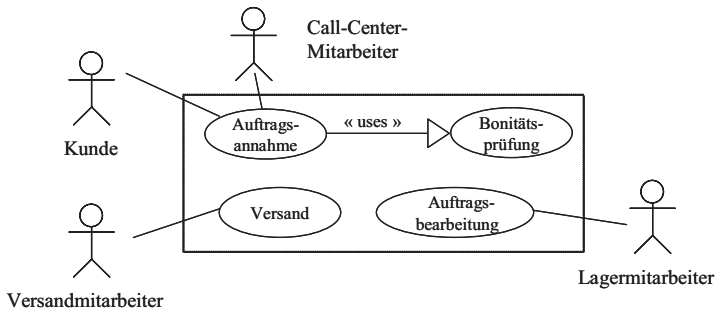 Call-Center-
Mitarbeiter
Kunde
Auftrags-
annahme
« uses »
Bonitäts-
prüfung
Versand
Auftrags-
bearbeitung
Versandmitarbeiter
Lagermitarbeiter